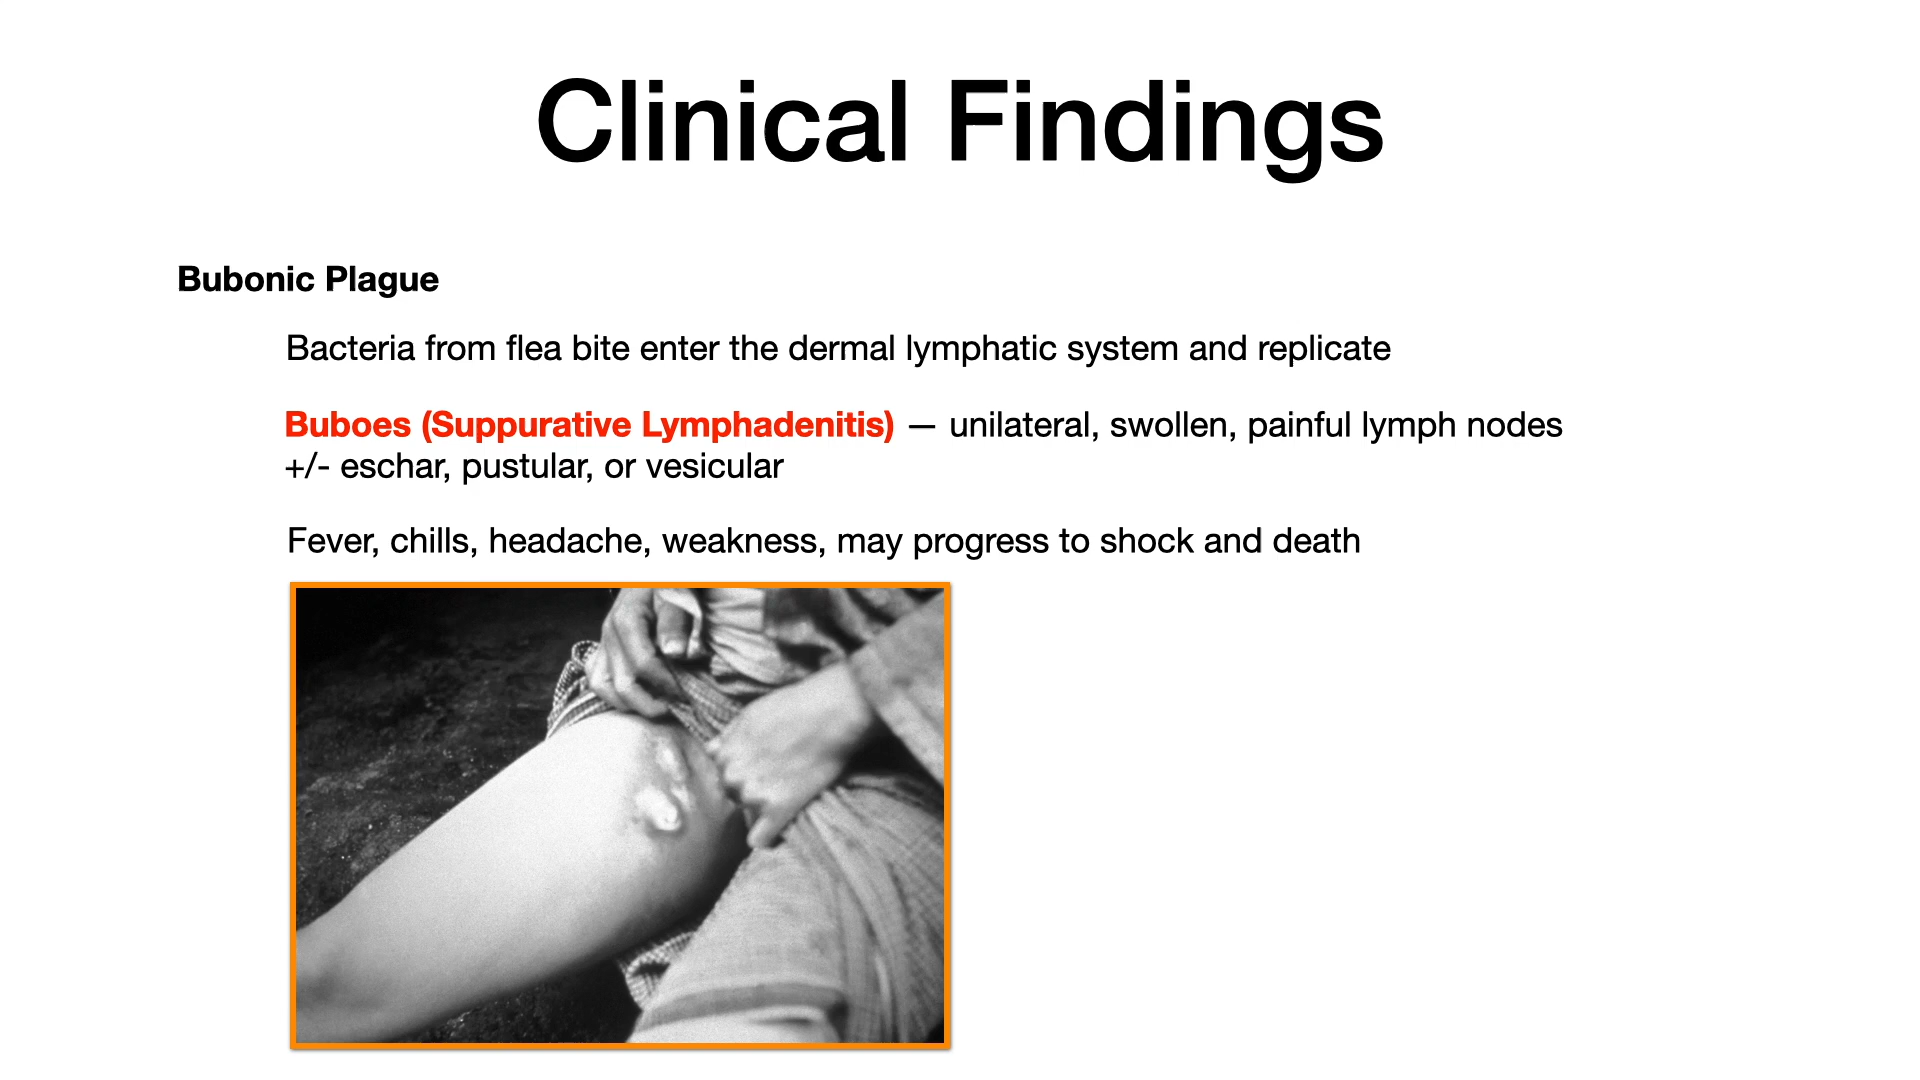 Clinical Findings
Bubonic Plague
Bacteria from flea bite enter the dermal lymphatic system and replicate
Buboes (Suppurative Lymphadenitis) — unilateral, swollen, painful lymph nodes
+/- eschar, pustular, or vesicular
Fever, chills, headache, weakness, may progress to shock and death